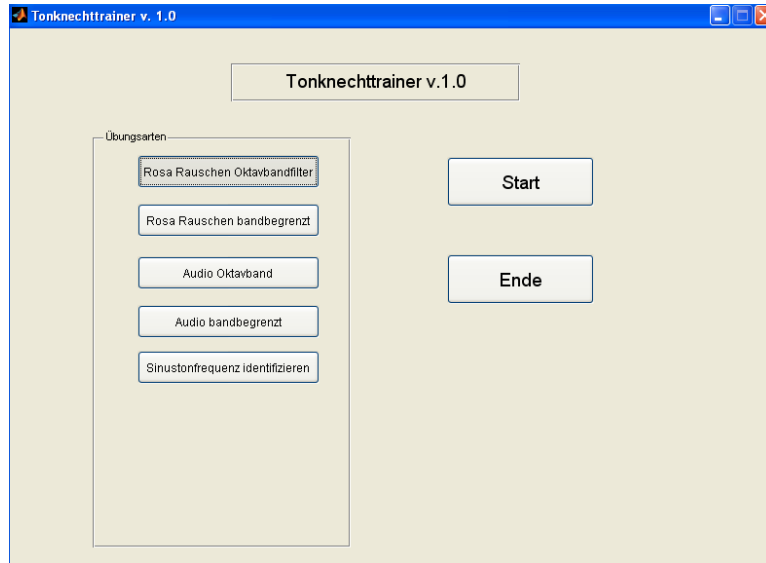 Tonknechttrainer v. 1.0
Tonknechttrainer v.1.0
Übungsarten
Rosa Rauschen Oktavbandfilter
Rosa Rauschen bandbegrenzt
Audio Oktavband
Audio bandbegrenzt
Sinustonfrequenz identifizieren
Start
Ende